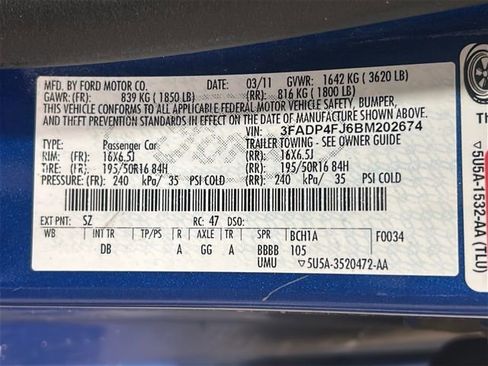 MFD. BY FORD MOTOR CO. DATE: 03/11 GVWR: 1642 KG ( 3620 LB)
GAWR: (FR): 839 KG ( 1850 LB) (RR): 816 KG ( 1800 LB)
THIS VEHICLE CONFORMS TO ALL APPLICABLE FEDERAL MOTOR VEHICLE SAFETY, BUMPER,
AND THEFT PREVENTION STANDARDS IN EFFECT ON THE DATE OF MANUFACTURE SHOWN ABOVE.
VIN: 3FADP4FJ6BM202674
TYPE: Passenger Car TRAILER TOWING - SEE OWNER GUIDE
RIM: 16X6.5J (RR): 16X6.5J
TIRE: 195/50R16 84H 195/50R16 84H
PRESSURE: (FR): 240 kPa/ 35 PSI COLD (RR): 240 kPa/ 35 PSI COLD
EXT PNT: SZ RC: 47 DSO:
WB INT TR TP/PS R AXLE TR SPR BCH1A F0034
DB A GG A BBBB 105
UMU ▽5U5A-3520472-AA
Th
▽5U5A-1532-AA (TLU)